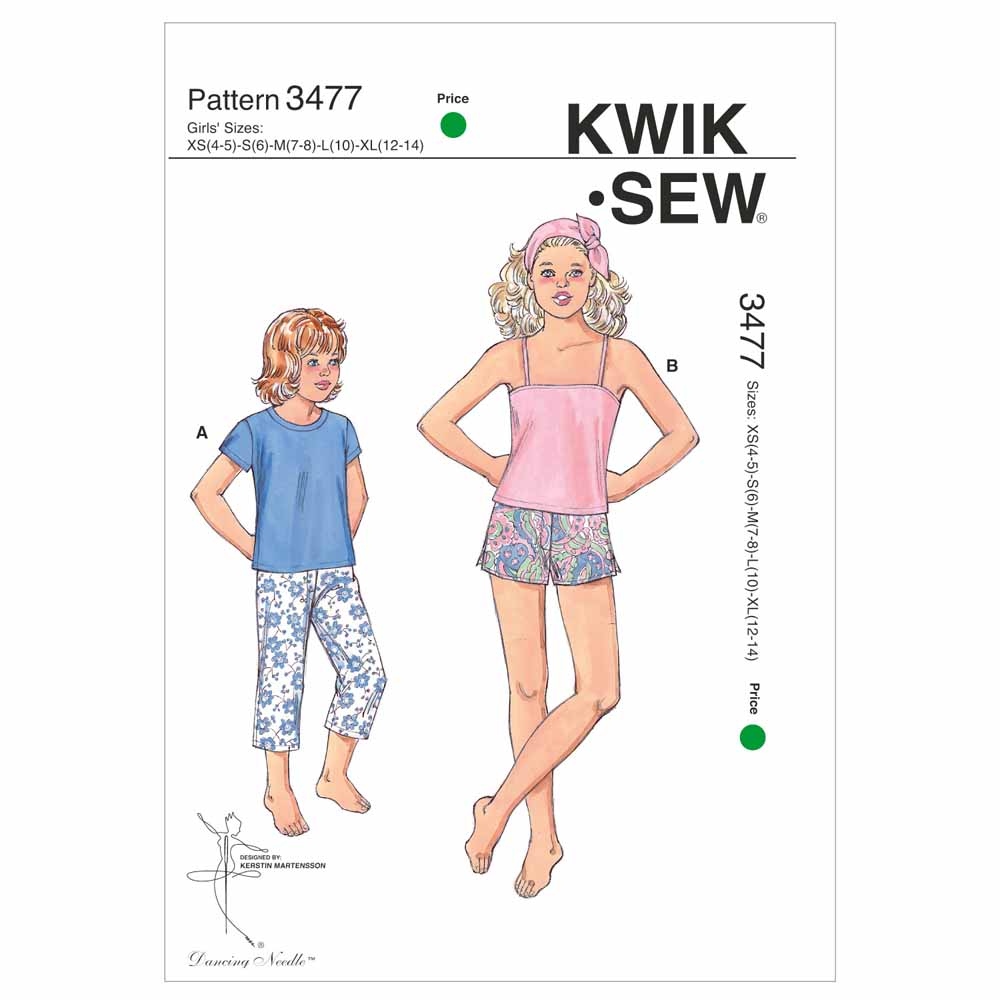 Pattern 3477
Girls' Sizes:
XS(4-5)-S(6)-M(7-8)-L(10)-XL(12-14)
Price
KWIK
•SEW®
3477 Sizes: XS(4-5)-S(6)-M(7-8)-L(10)-XL(12-14) Price
A
B
DESIGNED BY:
KERSTIN MARTENSSON
®
Dancing Needle™